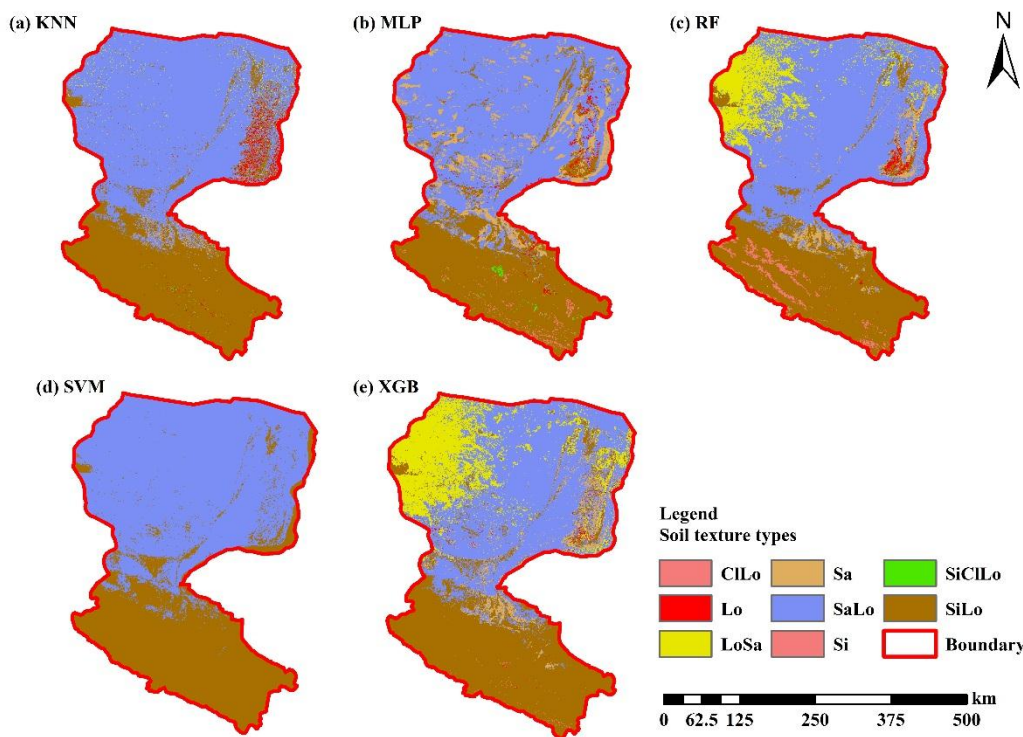 (a) KNN
(b) MLP
(c) RF
N
(d) SVM
(e) XGB
Legend
Soil texture types
ClLo Sa SiClLo
Lo SaLo SiLo
LoSa Si Boundary
km
0 62.5 125 250 375 500